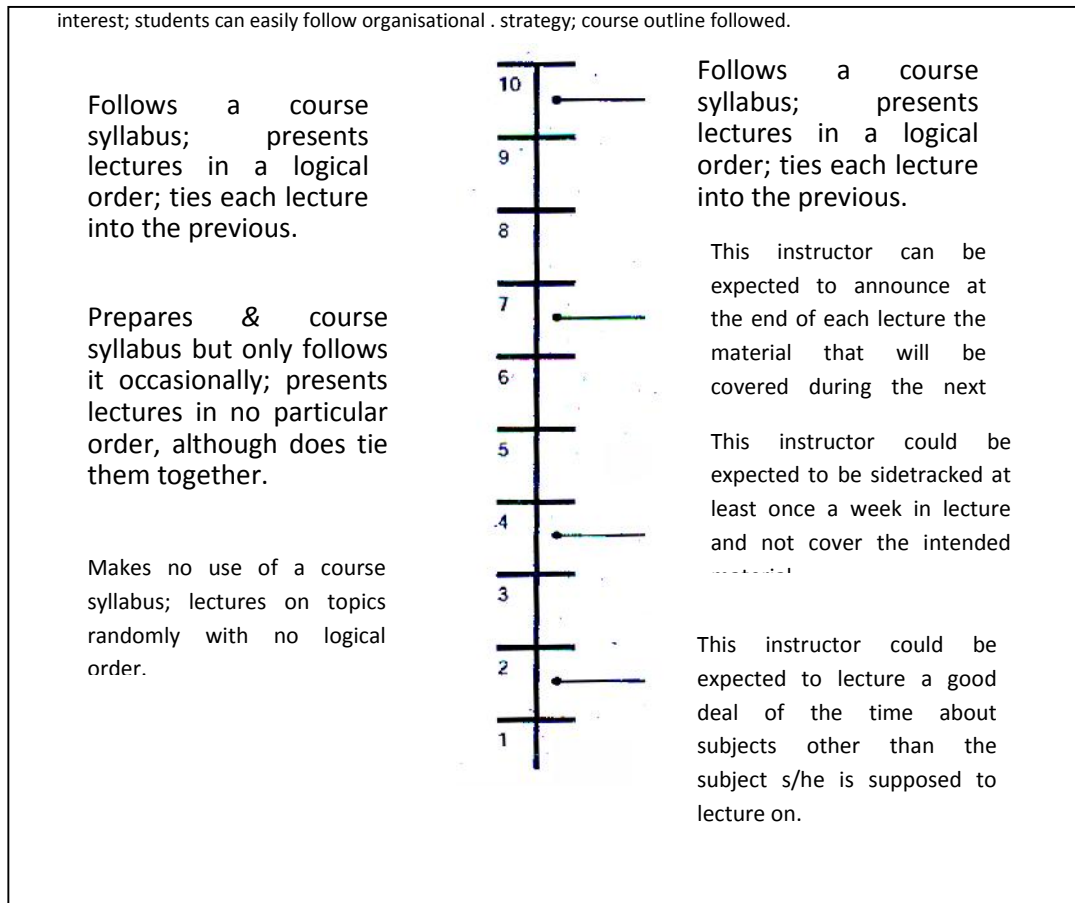 interest; students can easily follow organisational . strategy; course outline followed.
Follows a course
syllabus; presents
lectures in a logical
order; ties each lecture
into the previous.
Prepares & course
syllabus but only follows
it occasionally; presents
lectures in no particular
order, although does tie
them together.
Makes no use of a course
syllabus; lectures on topics
randomly with no logical
order.
10
9
8
7
6
5
4
3
2
1
Follows a course
syllabus; presents
lectures in a logical
order; ties each lecture
into the previous.
This instructor can be
expected to announce at
the end of each lecture the
material that will be
covered during the next
This instructor could be
expected to be sidetracked at
least once a week in lecture
and not cover the intended
This instructor could be
expected to lecture a good
deal of the time about
subjects other than the
subject s/he is supposed to
lecture on.